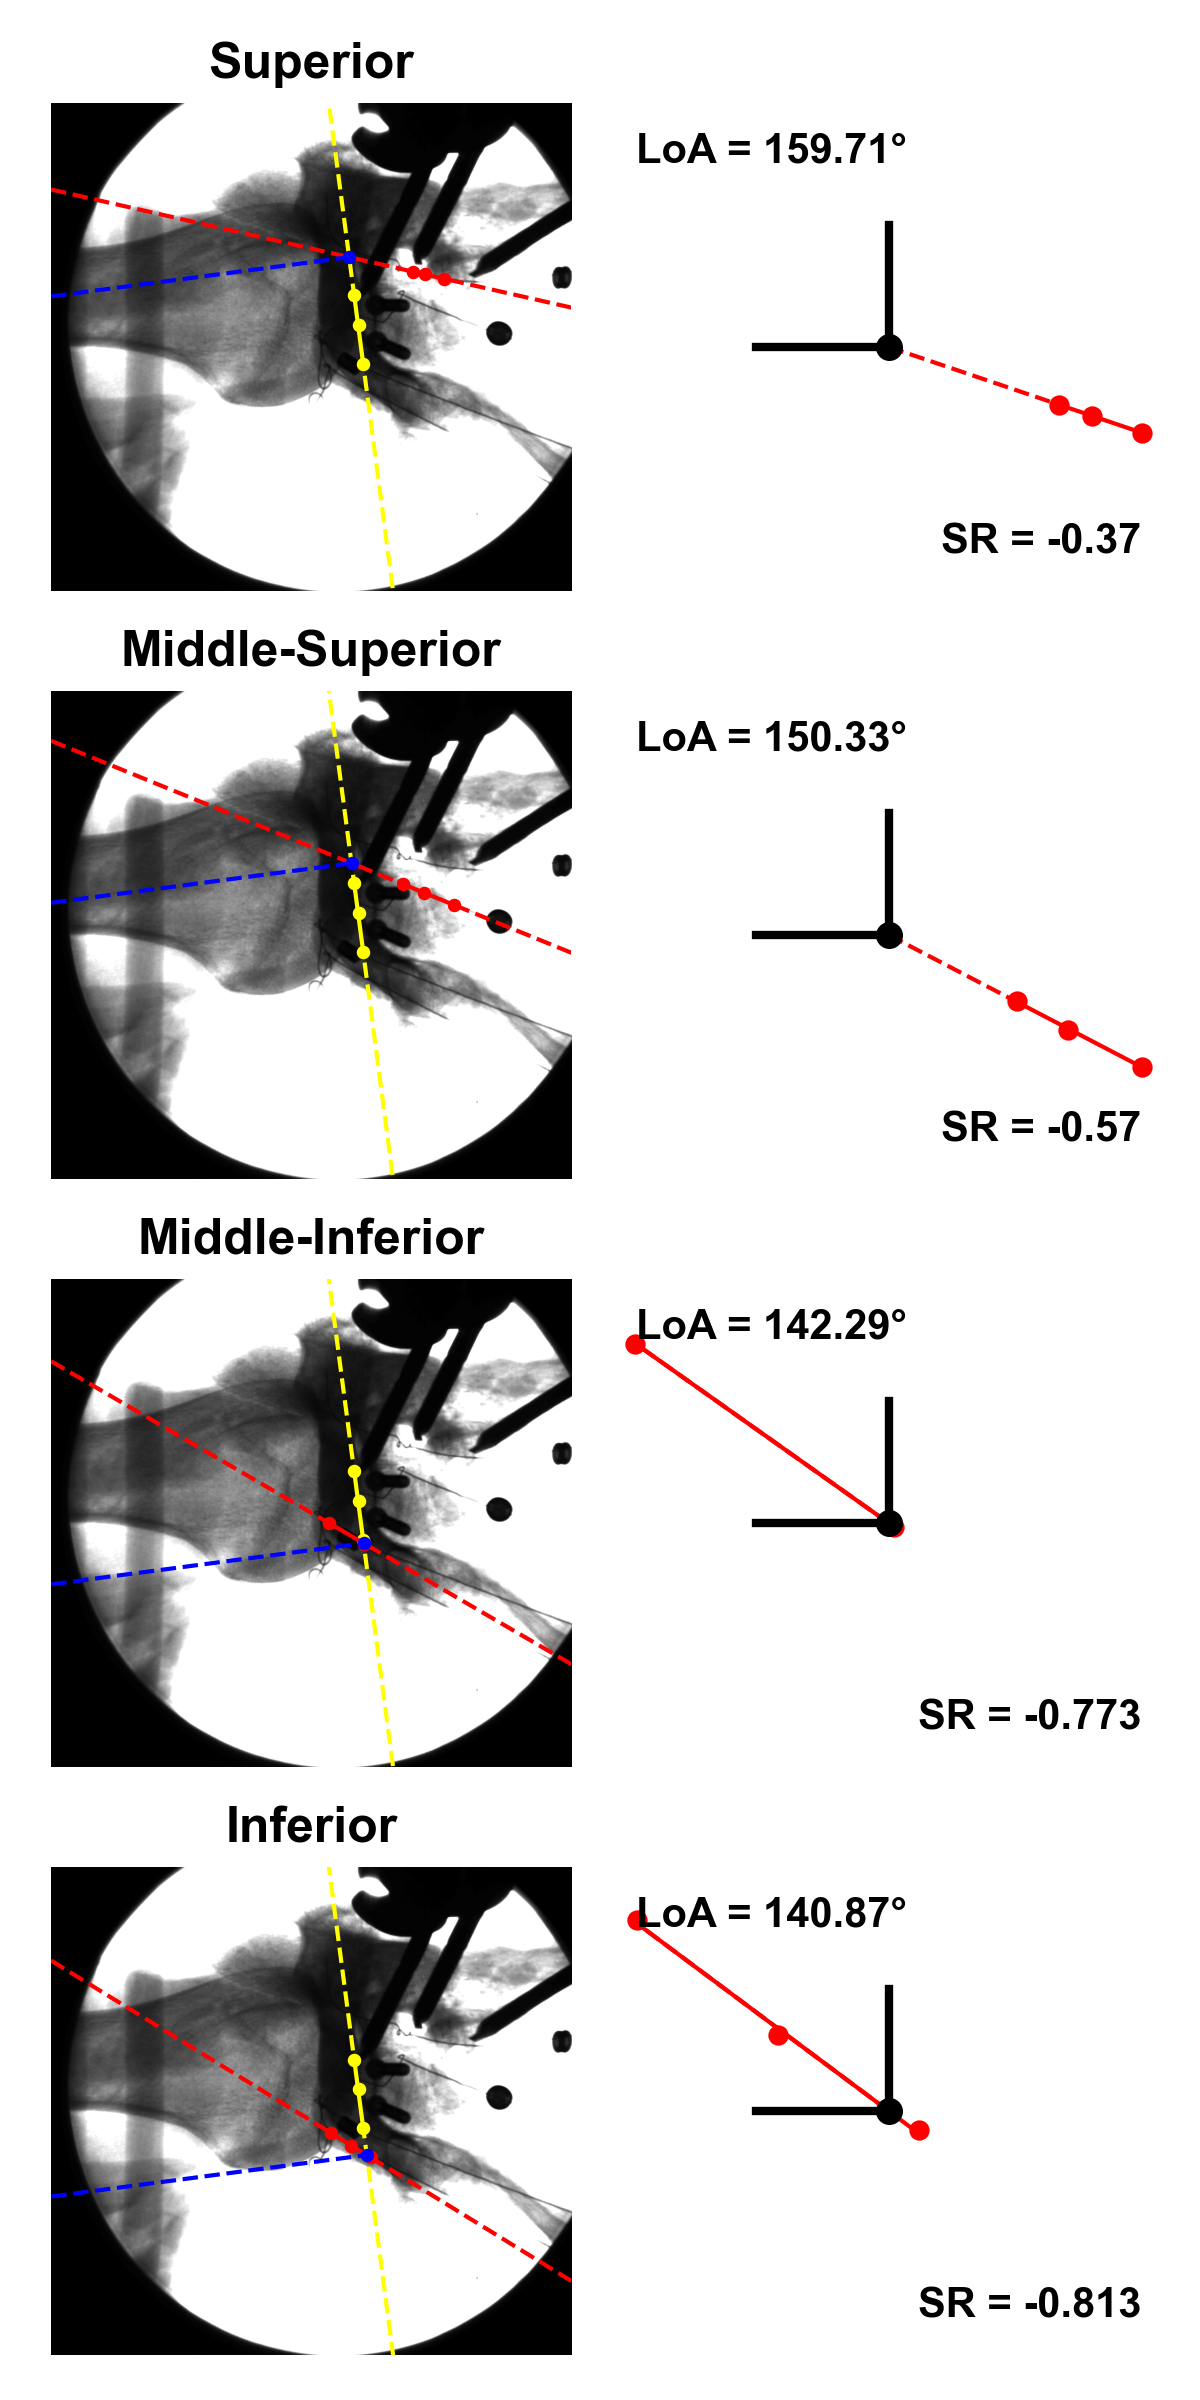 Superior
LoA = 159.71°
SR = -0.37
Middle-Superior
LoA = 150.33°
SR = -0.57
Middle-Inferior
LoA = 142.29°
SR = -0.773
Inferior
LoA = 140.87°
SR = -0.813